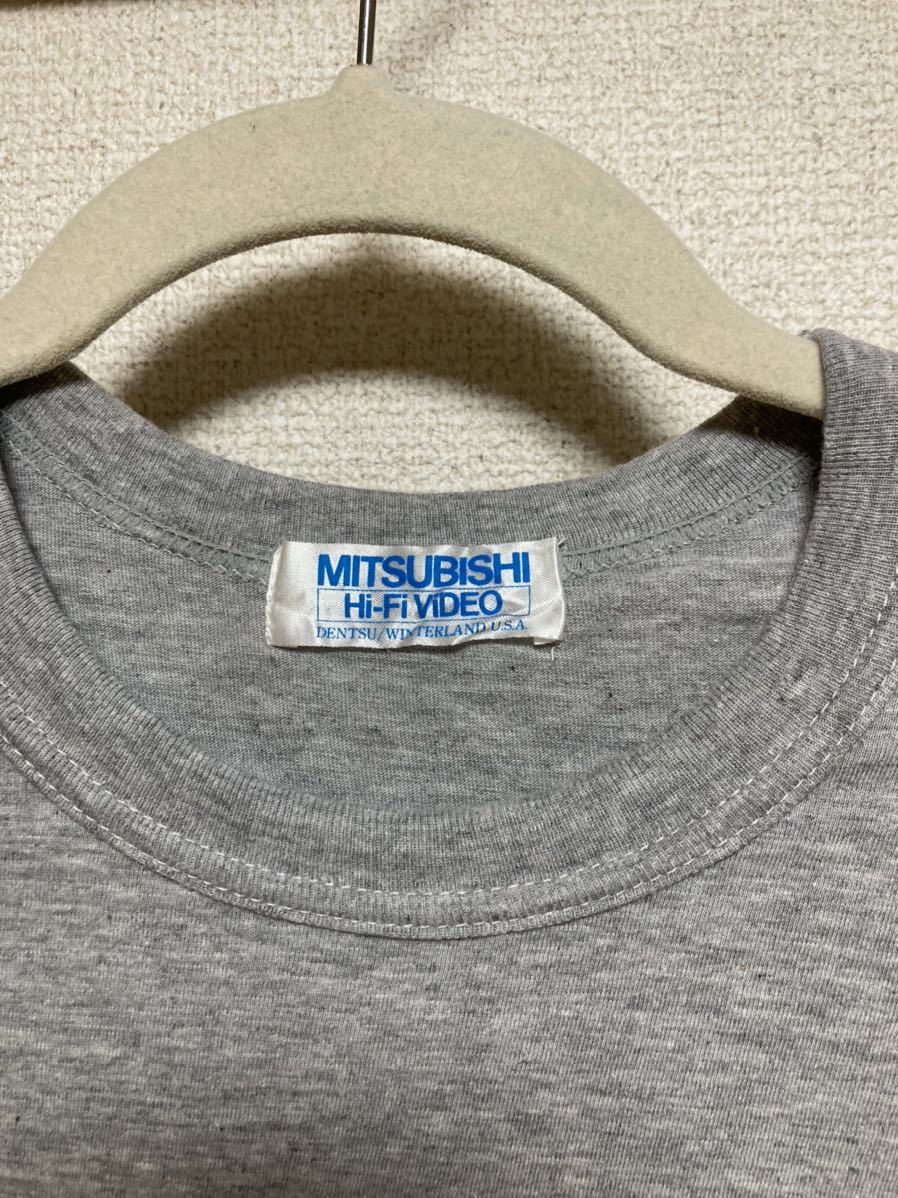 MITSUBISHI
Hi-Fi ViDEO
DENTSU/WINTERLAND U.S.A